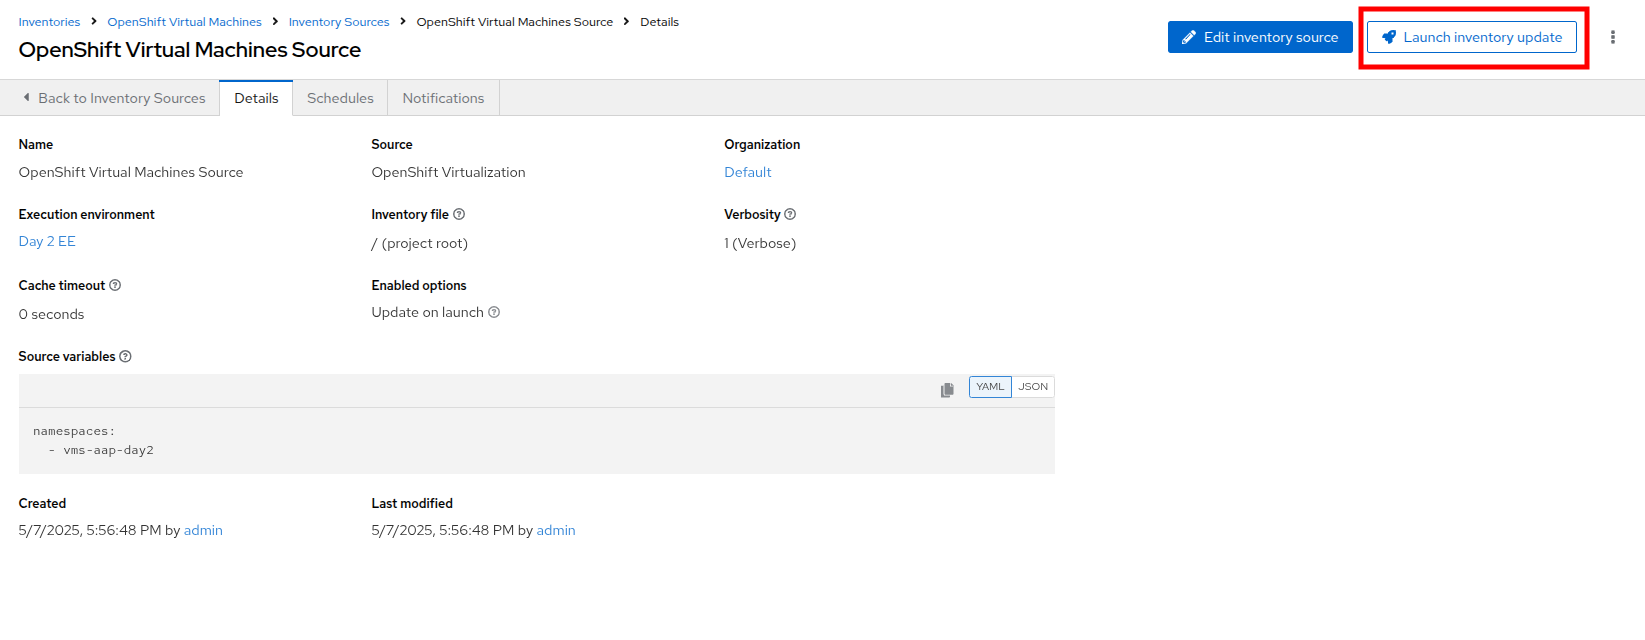 Inventories > OpenShift Virtual Machines > Inventory Sources > OpenShift Virtual Machines Source > Details
OpenShift Virtual Machines Source
Edit inventory source
Launch inventory update
Back to Inventory Sources Details Schedules Notifications
Name Source Organization
OpenShift Virtual Machines Source OpenShift Virtualization Default
Execution environment Inventory file Verbosity
Day 2 EE / (project root) 1 (Verbose)
Cache timeout Enabled options
0 seconds Update on launch
Source variables
YAML JSON
namespaces:
  - vms-aap-day2
Created Last modified
5/7/2025, 5:56:48 PM by admin 5/7/2025, 5:56:48 PM by admin